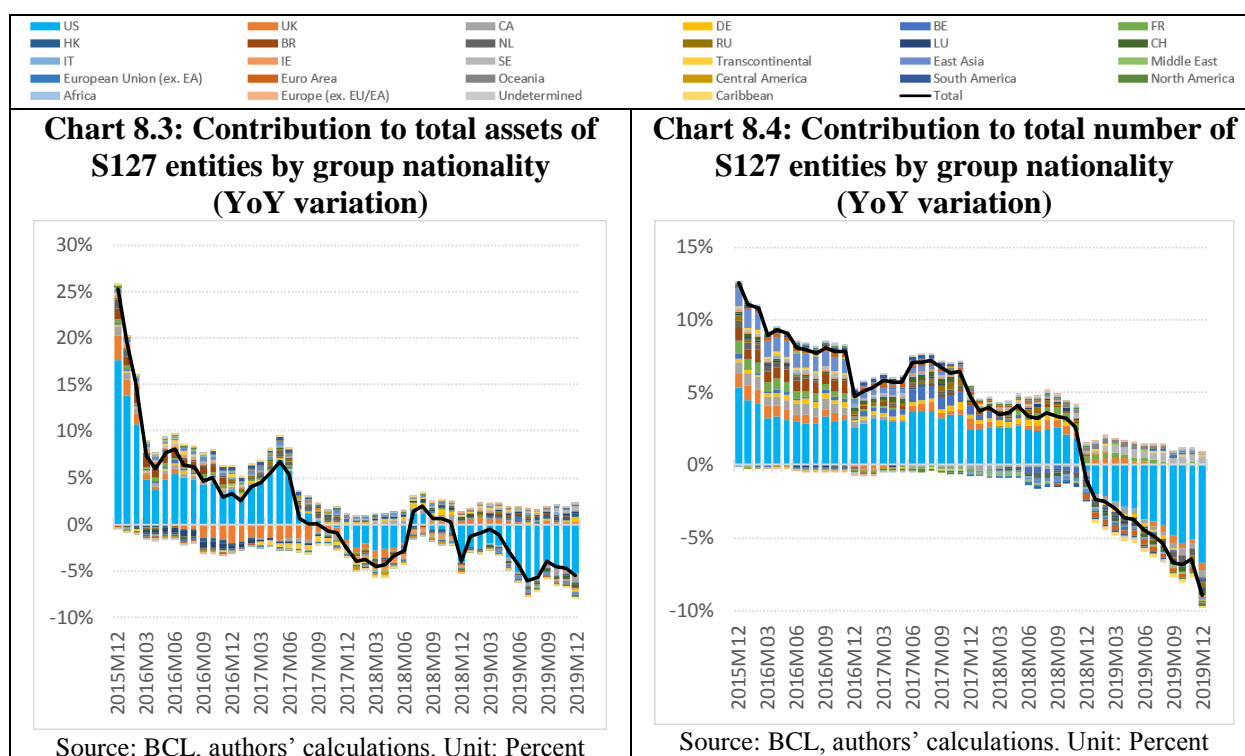 US UK CA DE BE FR
HK BR NL RU LU CH
IT IE SE Transcontinental East Asia Middle East
European Union (ex. EA) Euro Area Oceania Central America South America North America
Africa Europe (ex. EU/EA) Undetermined Caribbean Total
Chart 8.3: Contribution to total assets of
S127 entities by group nationality
(YoY variation)
30%
25%
20%
15%
10%
5%
0%
-5%
-10%
2015M12
2016M03
2016M06
2016M09
2016M12
2017M03
2017M06
2017M09
2017M12
2018M03
2018M06
2018M09
2018M12
2019M03
2019M06
2019M09
2019M12
Source: BCL, authors' calculations. Unit: Percent
Chart 8.4: Contribution to total number of
S127 entities by group nationality
(YoY variation)
15%
10%
5%
0%
-5%
-10%
2015M12
2016M03
2016M06
2016M09
2016M12
2017M03
2017M06
2017M09
2017M12
2018M03
2018M06
2018M09
2018M12
2019M03
2019M06
2019M09
2019M12
Source: BCL, authors' calculations. Unit: Percent